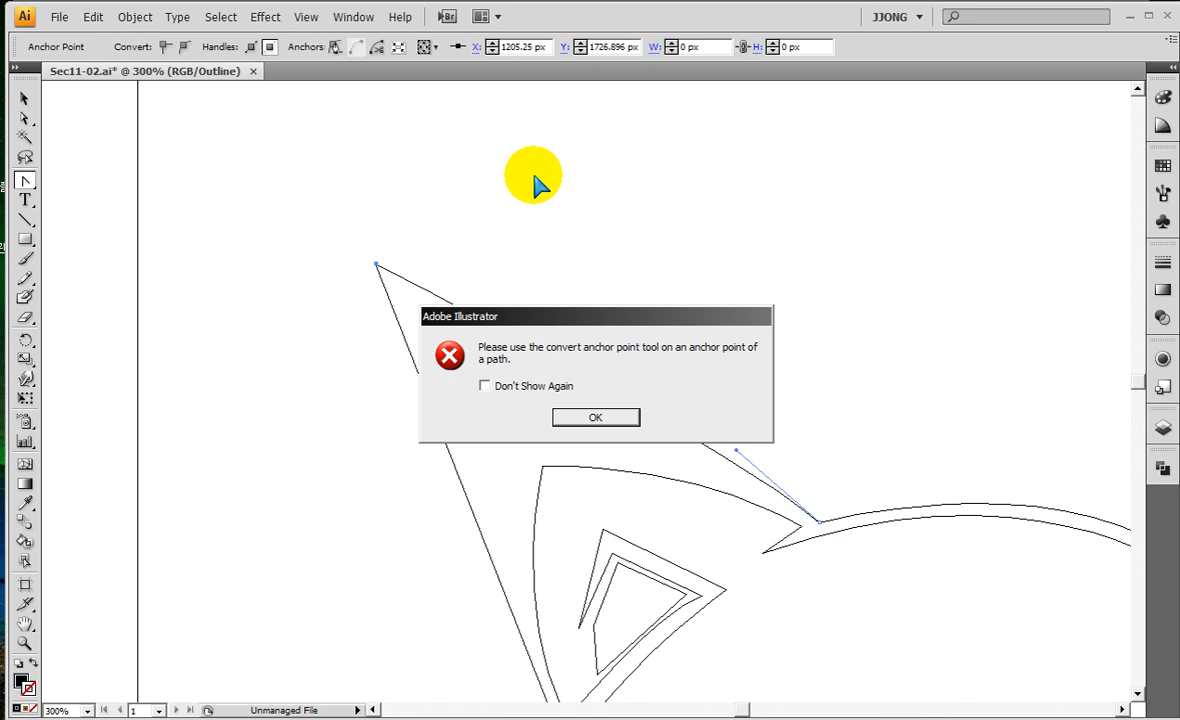 Ai File Edit Object Type Select Effect View Window Help Br JJONG
Anchor Point Convert: Handles: Anchors: X: 1205.25 px Y: 1726.896 px W: 0 px H: 0 px
Sec11-02.ai* @ 300% (RGB/Outline)
Adobe Illustrator
Please use the convert anchor point tool on an anchor point of
a path.
Don't Show Again
OK
300% 1 Unmanaged File